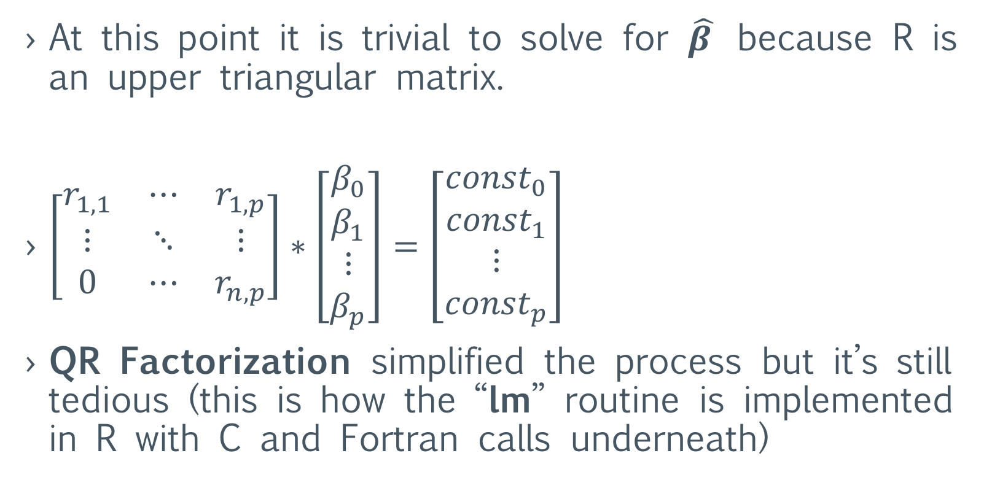 › At this point it is trivial to solve for $\widehat{\boldsymbol{\beta}}$ because R is
an upper triangular matrix.
› $\begin{bmatrix} r_{1,1} & \cdots & r_{1,p} \\ \vdots & \ddots & \vdots \\ 0 & \cdots & r_{n,p} \end{bmatrix} * \begin{bmatrix} \beta_0 \\ \beta_1 \\ \vdots \\ \beta_p \end{bmatrix} = \begin{bmatrix} const_0 \\ const_1 \\ \vdots \\ const_p \end{bmatrix}$
› QR Factorization simplified the process but it’s still
tedious (this is how the “lm” routine is implemented
in R with C and Fortran calls underneath)